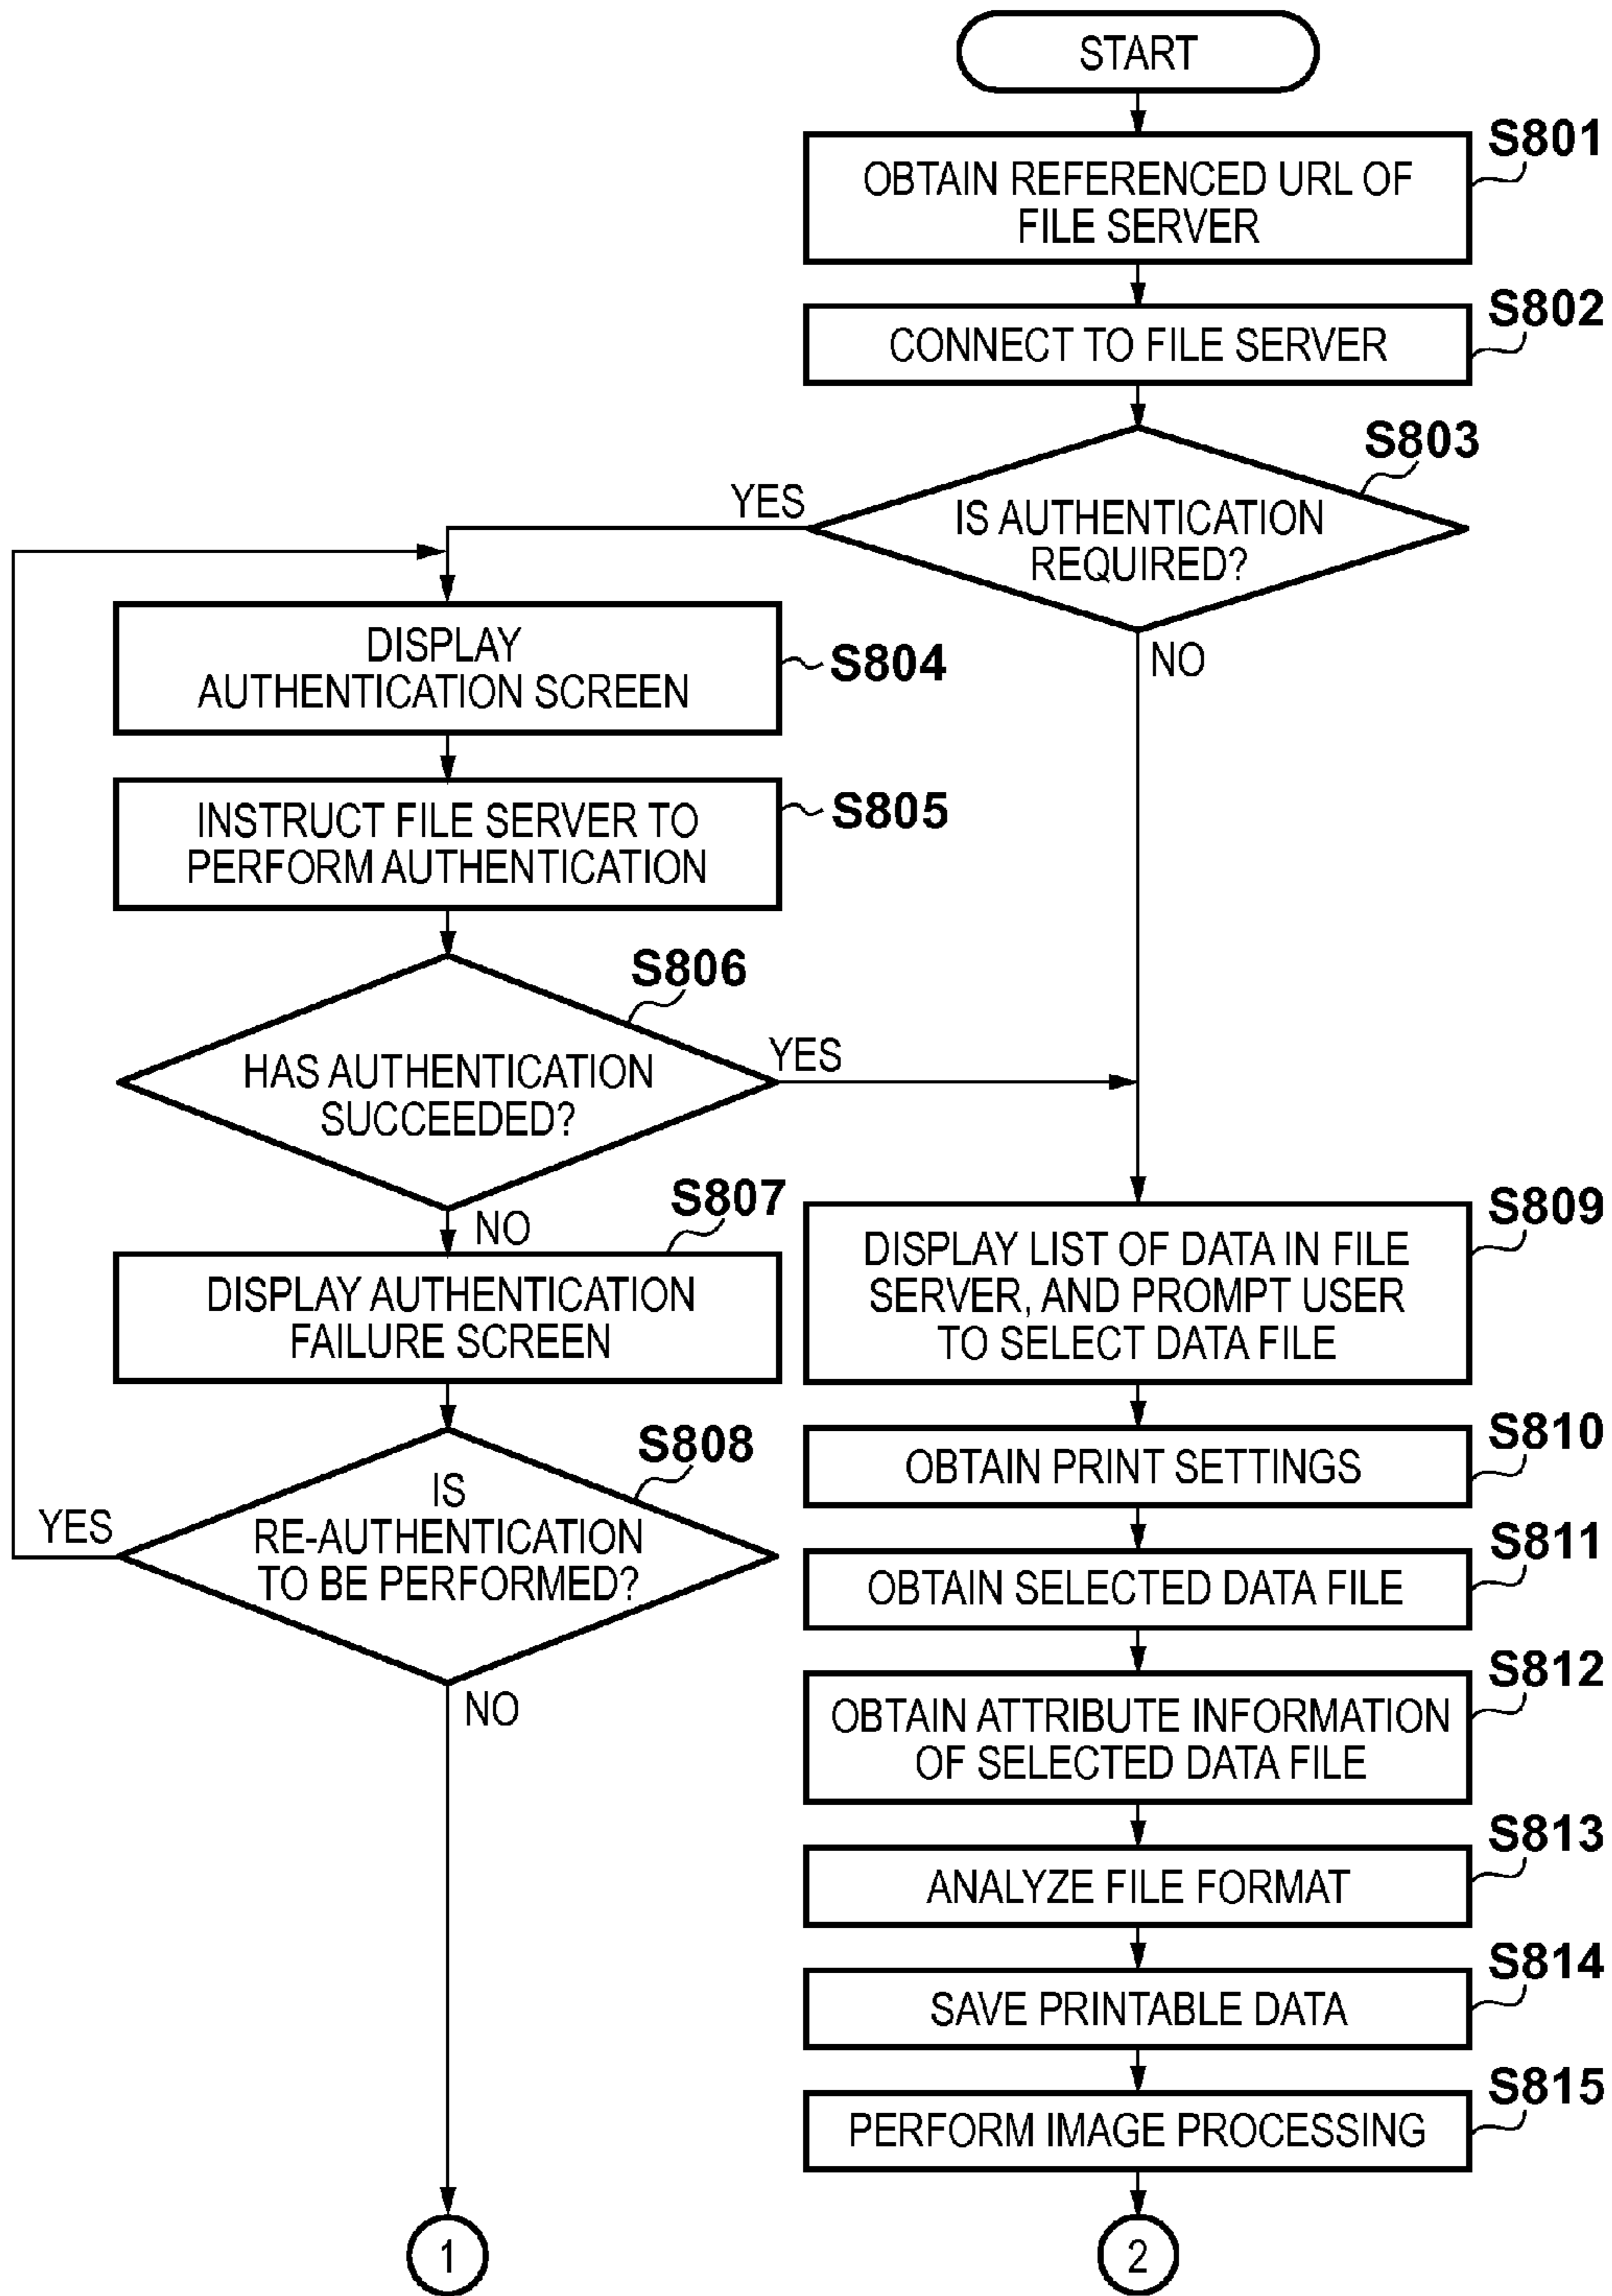 START
S801
OBTAIN REFERENCED URL OF
FILE SERVER
S802
CONNECT TO FILE SERVER
S803
IS AUTHENTICATION
REQUIRED?
YES
NO
DISPLAY
AUTHENTICATION SCREEN
S804
INSTRUCT FILE SERVER TO
PERFORM AUTHENTICATION
S805
S806
HAS AUTHENTICATION
SUCCEEDED?
YES
NO
S807
DISPLAY AUTHENTICATION
FAILURE SCREEN
S808
IS
RE-AUTHENTICATION
TO BE PERFORMED?
YES
NO
1
S809
DISPLAY LIST OF DATA IN FILE
SERVER, AND PROMPT USER
TO SELECT DATA FILE
S810
OBTAIN PRINT SETTINGS
S811
OBTAIN SELECTED DATA FILE
S812
OBTAIN ATTRIBUTE INFORMATION
OF SELECTED DATA FILE
S813
ANALYZE FILE FORMAT
S814
SAVE PRINTABLE DATA
S815
PERFORM IMAGE PROCESSING
2